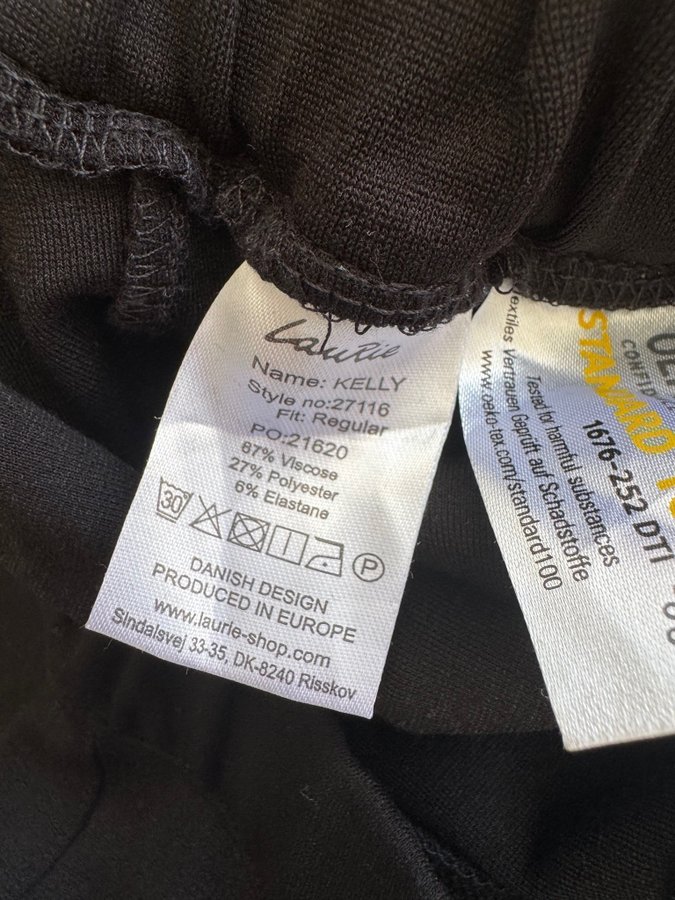 LauRie
Name: KELLY
Style no:27116
Fit: Regular
PO:21620
67% Viscose
27% Polyester
6% Elastane
30
P
DANISH DESIGN
PRODUCED IN EUROPE
www.laurie-shop.com
Sindalsvej 33-35, DK-8240 Risskov
STANDARD
1676-252 DTI
Tested for harmful substances
extiles Vertrauen Geprüft auf Schadstoffe
www.oeko-tex.com/standard100